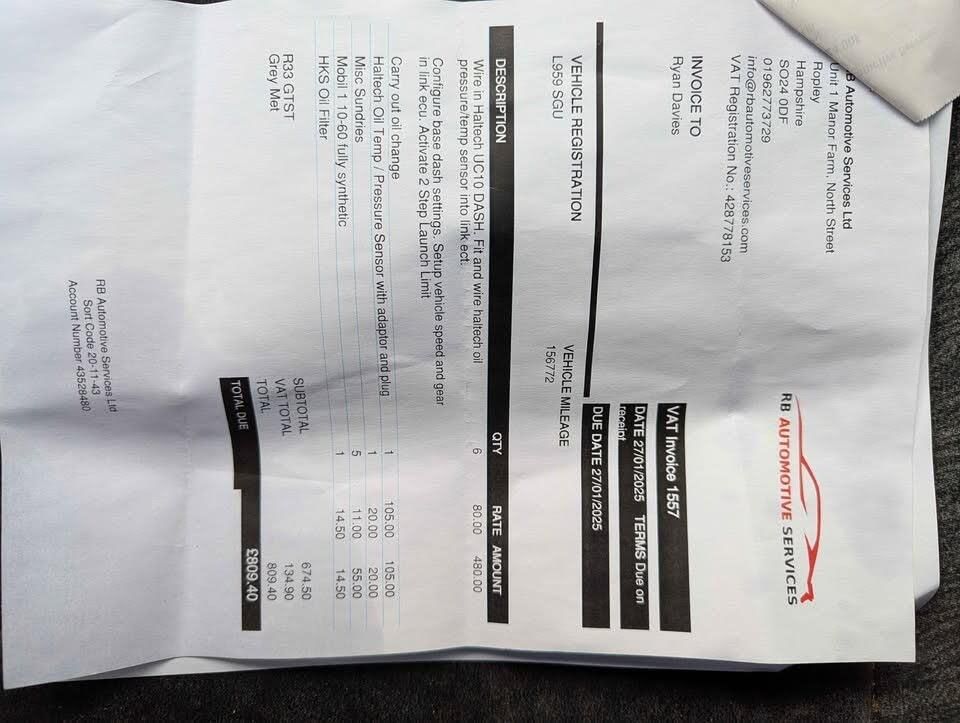 B Automotive Services Ltd
Unit 1 Manor Farm. North Street
Ropley
Hampshire
SO24 0DF
01962773729
info@rbautomotiveservices.com
VAT Registration No.: 428778153
RB AUTOMOTIVE SERVICES
INVOICE TO
Ryan Davies
VAT Invoice 1557
DATE 27/01/2025 TERMS Due on
receipt
DUE DATE 27/01/2025
VEHICLE REGISTRATION VEHICLE MILEAGE
L959 SGU 156772
DESCRIPTION QTY RATE AMOUNT
Wire in Haltech UC10 DASH. Fit and wire haltech oil 6 80.00 480.00
pressure/temp sensor into link ect.
Configure base dash settings. Setup vehicle speed and gear
in link ecu. Activate 2 Step Launch Limit
Carry out oil change
Haltech Oil Temp / Pressure Sensor with adaptor and plug 1 105.00 105.00
Misc Sundries 1 20.00 20.00
Mobil 1 10-60 fully synthetic 5 11.00 55.00
HKS Oil Filter 1 14.50 14.50
R33 GTST
Grey Met
SUBTOTAL 674.50
VAT TOTAL 134.90
TOTAL 809.40
TOTAL DUE £809.40
RB Automotive Services Ltd
Sort Code 20-11-43
Account Number 43528480